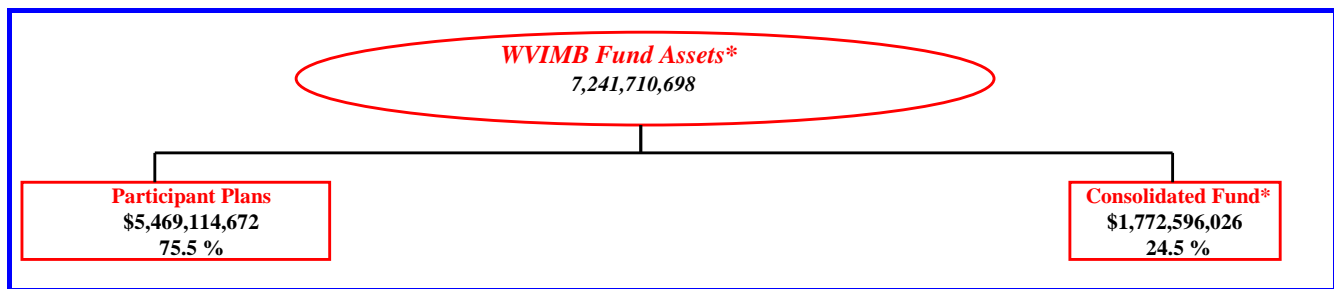 WVIMB Fund Assets*
7,241,710,698
Participant Plans
$5,469,114,672
75.5 %
Consolidated Fund*
$1,772,596,026
24.5 %